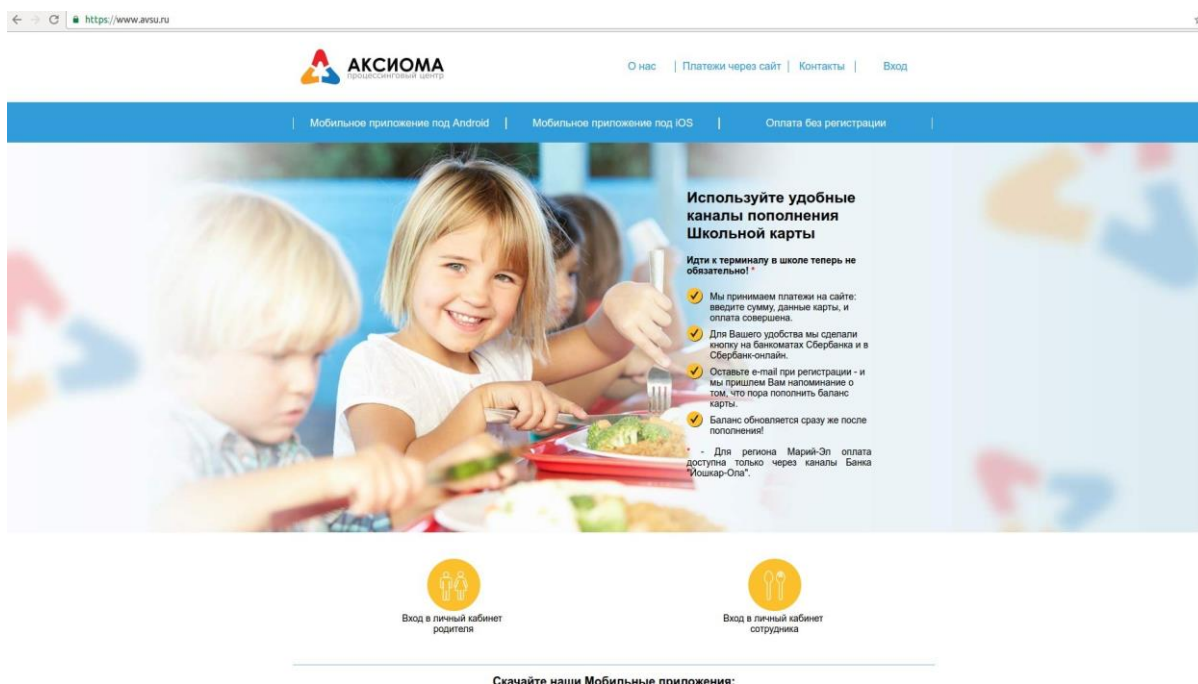 https://www.avsu.ru
АКСИОМА
процессинговый центр
О нас | Платежи через сайт | Контакты | Вход
| Мобильное приложение под Android | Мобильное приложение под iOS | Оплата без регистрации |
Используйте удобные
каналы пополнения
Школьной карты
Идти к терминалу в школе теперь не
обязательно! *
Мы принимаем платежи на сайте:
введите сумму, данные карты, и
оплата совершена.
Для Вашего удобства мы сделали
кнопку на банкоматах Сбербанка и в
Сбербанк-онлайн.
Оставьте e-mail при регистрации - и
мы пришлем Вам напоминание о
том, что пора пополнить баланс
карты.
Баланс обновляется сразу же после
пополнения!
* - Для региона Марий-Эл оплата
доступна только через каналы Банка
"Йошкар-Ола".
Вход в личный кабинет
родителя
Вход в личный кабинет
сотрудника
Скачайте наши Мобильные приложения: